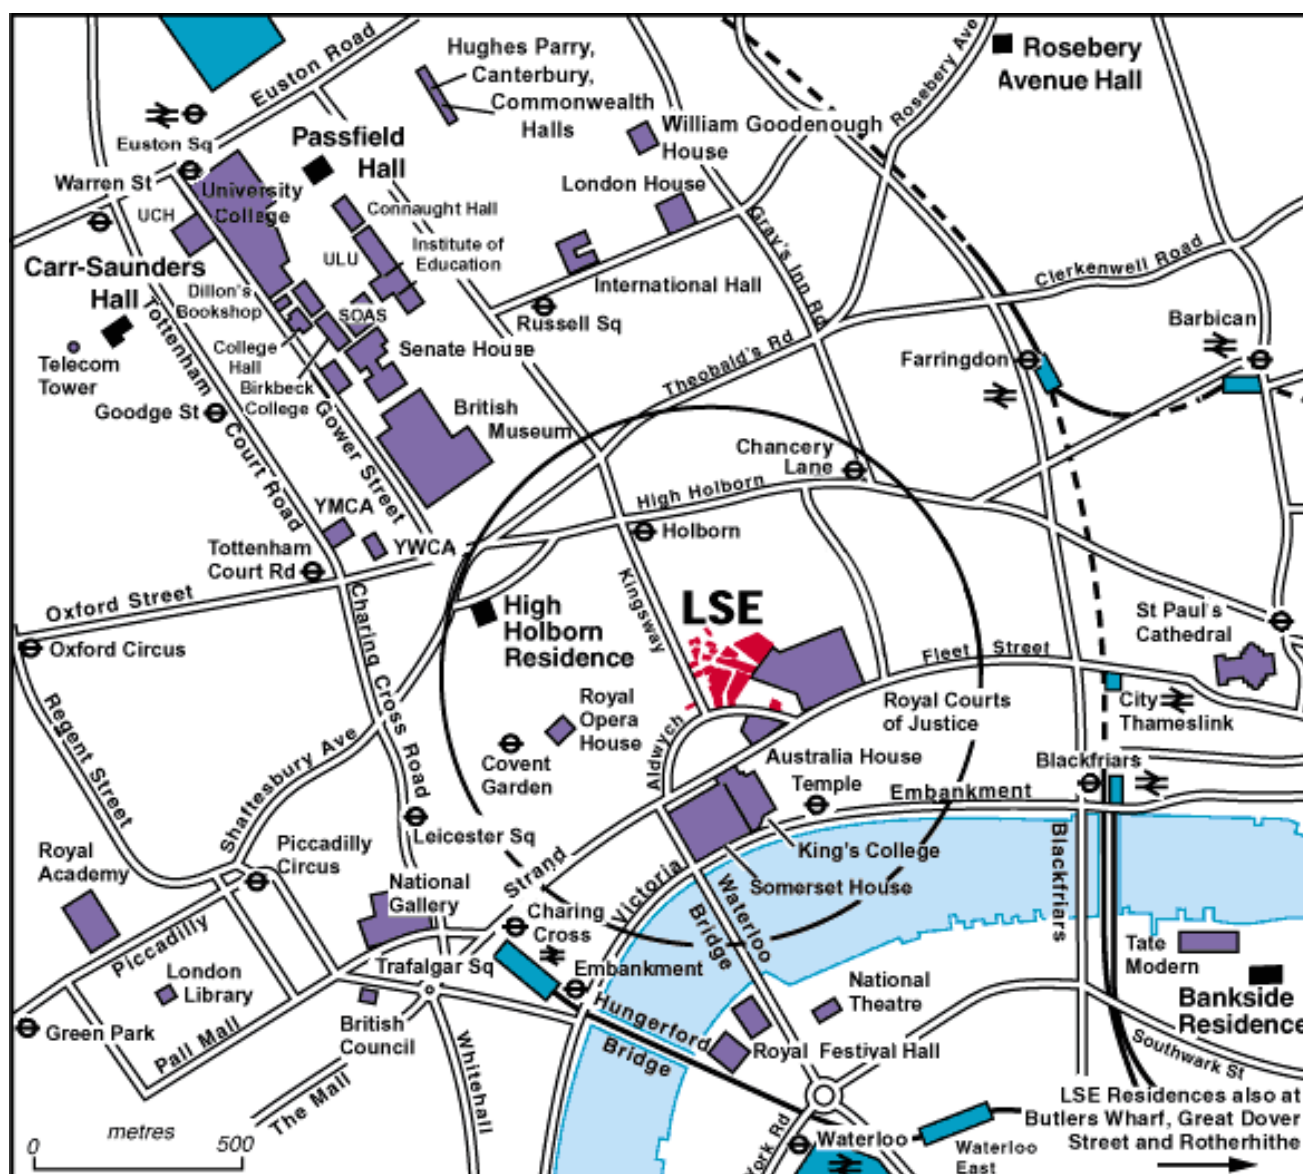 Euston Road
Hughes Parry,
Canterbury,
Commonwealth
Halls
Rosebery Ave
Rosebery
Avenue Hall
Euston Sq
Passfield
Hall
William Goodenough
House
Warren St
University
College
UCH
London House
Connaught Hall
Gray's Inn Rd
Institute of
Education
ULU
Carr-Saunders
Hall
Dillon's
Bookshop
International Hall
Clerkenwell Road
Tottenham
Court Road
SOAS
Russell Sq
Barbican
Telecom
Tower
College
Hall
Senate House
Theobald's Rd
Farringdon
Birkbeck
College
Goodge St
British
Museum
Gower Street
Chancery
Lane
High Holborn
YMCA
YWCA
Holborn
Tottenham
Court Rd
Kingsway
LSE
Oxford Street
Charing Cross Road
High
Holborn
Residence
St Paul's
Cathedral
Oxford Circus
Fleet Street
Royal
Opera
House
Royal Courts
of Justice
City
Thameslink
Regent Street
Aldwych
Shaftesbury Ave
Covent
Garden
Australia House
Temple
Blackfriars
Embankment
Leicester Sq
Royal
Academy
Piccadilly
Circus
King's College
Blackfriars
Strand
Victoria
Somerset House
National
Gallery
Waterloo
Bridge
Charing
Cross
Piccadilly
Tate
Modern
London
Library
Trafalgar Sq
Embankment
National
Theatre
Bankside
Residence
Green Park
Pall Mall
British
Council
Hungerford
Bridge
Royal Festival Hall
Southwark St
Whitehall
The Mall
LSE Residences also at
Butlers Wharf, Great Dover
Street and Rotherhithe
metres
0 500
York Rd
Waterloo
Waterloo
East